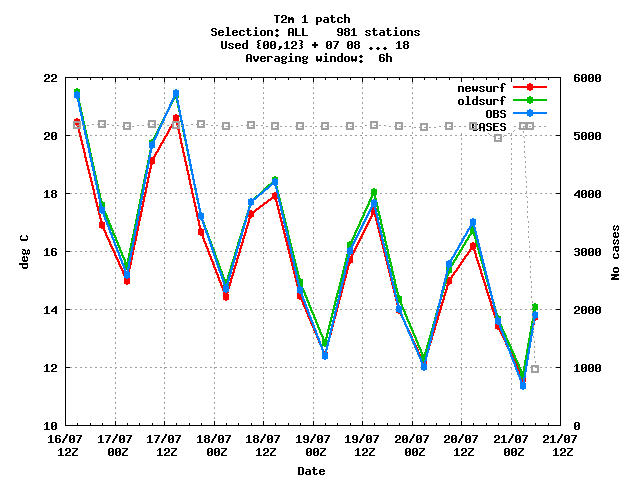 T2m 1 patch
Selection: ALL    981 stations
Used {00,12} + 07 08 ... 18
Averaging window:  6h
22 6000
newsurf
oldsurf
OBS
CASES
20 5000
18 4000
deg C
No cases
16 3000
14 2000
12 1000
10 0
16/07 17/07 17/07 18/07 18/07 19/07 19/07 20/07 20/07 21/07 21/07
12Z 00Z 12Z 00Z 12Z 00Z 12Z 00Z 12Z 00Z 12Z
Date